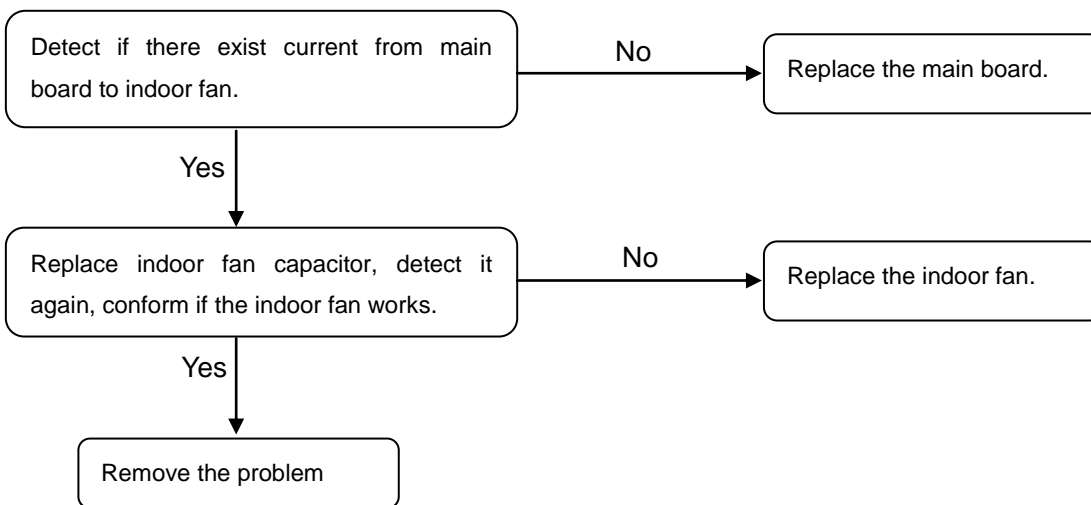 Detect if there exist current from main
board to indoor fan.
No
Replace the main board.
Yes
Replace indoor fan capacitor, detect it
again, conform if the indoor fan works.
No
Replace the indoor fan.
Yes
Remove the problem